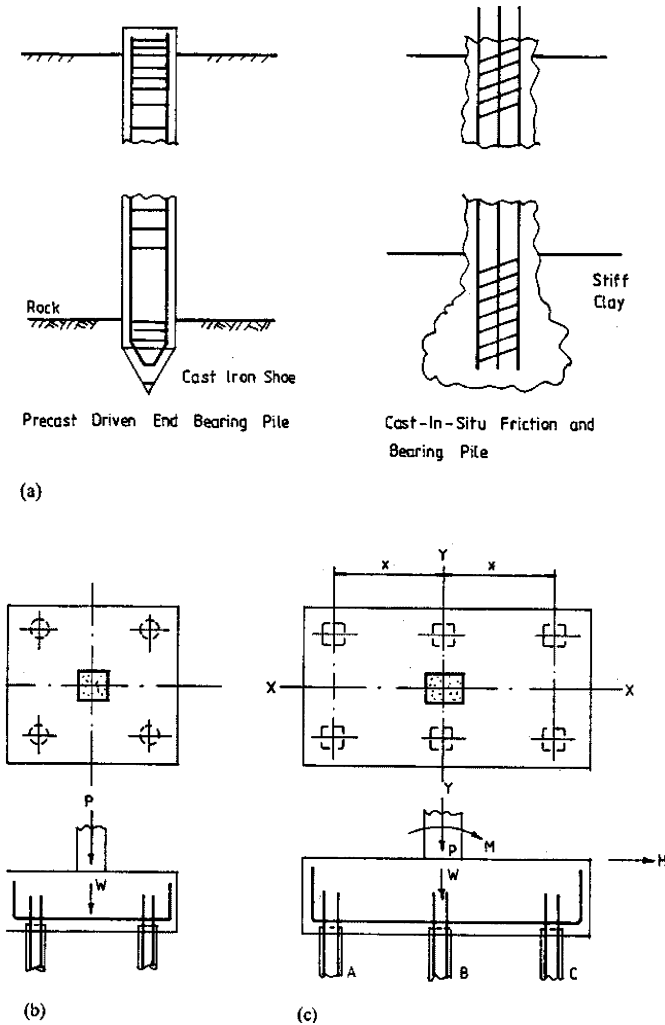 Rock
Cast Iron Shoe
Precast Driven End Bearing Pile
Stiff
Clay
Cast-In-Situ Friction and
Bearing Pile
(a)
Y
x x
X X
Y
P
W
P M
W
H
A B C
(b) (c)